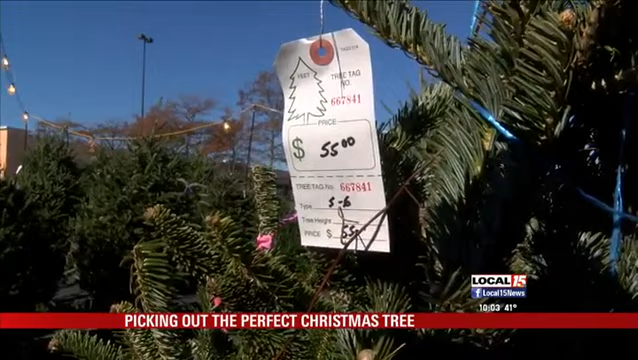 FEET
TREE TAG
NO.
667841
PRICE
$ 55 00
TREE TAG No. 667841
Type 5-6
Tree Height
PRICE $ 55
LOCAL 15
f Local15News
10:03 41°
PICKING OUT THE PERFECT CHRISTMAS TREE